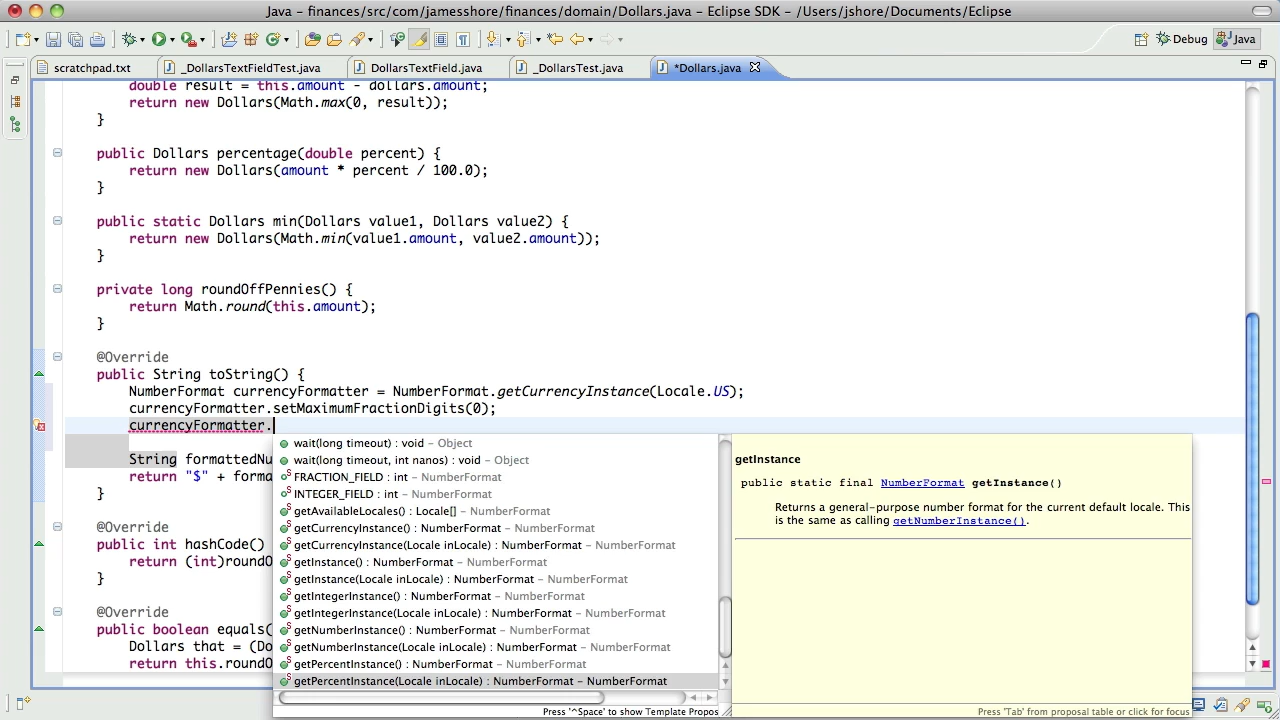 Java - finances/src/com/jamesshore/finances/domain/Dollars.java - Eclipse SDK - /Users/jshore/Documents/Eclipse
Debug Java
scratchpad.txt _DollarsTextFieldTest.java DollarsTextField.java _DollarsTest.java *Dollars.java
double result = this.amount - dollars.amount;
return new Dollars(Math.max(0, result));
}
public Dollars percentage(double percent) {
return new Dollars(amount * percent / 100.0);
}
public static Dollars min(Dollars value1, Dollars value2) {
return new Dollars(Math.min(value1.amount, value2.amount));
}
private long roundOffPennies() {
return Math.round(this.amount);
}
@Override
public String toString() {
NumberFormat currencyFormatter = NumberFormat.getCurrencyInstance(Locale.US);
currencyFormatter.setMaximumFractionDigits(0);
currencyFormatter.
String formattedNu
return "$" + forma
}
@Override
public int hashCode()
return (int)roundO
}
@Override
public boolean equals(
Dollars that = (Do
return this.roundO
wait(long timeout) : void - Object
wait(long timeout, int nanos) : void - Object
FRACTION_FIELD : int - NumberFormat
INTEGER_FIELD : int - NumberFormat
getAvailableLocales() : Locale[] - NumberFormat
getCurrencyInstance() : NumberFormat - NumberFormat
getCurrencyInstance(Locale inLocale) : NumberFormat - NumberFormat
getInstance() : NumberFormat - NumberFormat
getInstance(Locale inLocale) : NumberFormat - NumberFormat
getIntegerInstance() : NumberFormat - NumberFormat
getIntegerInstance(Locale inLocale) : NumberFormat - NumberFormat
getNumberInstance() : NumberFormat - NumberFormat
getNumberInstance(Locale inLocale) : NumberFormat - NumberFormat
getPercentInstance() : NumberFormat - NumberFormat
getPercentInstance(Locale inLocale) : NumberFormat - NumberFormat
Press '^Space' to show Template Propos
getInstance
public static final NumberFormat getInstance()
Returns a general-purpose number format for the current default locale. This
is the same as calling getNumberInstance().
Press 'Tab' from proposal table or click for focus